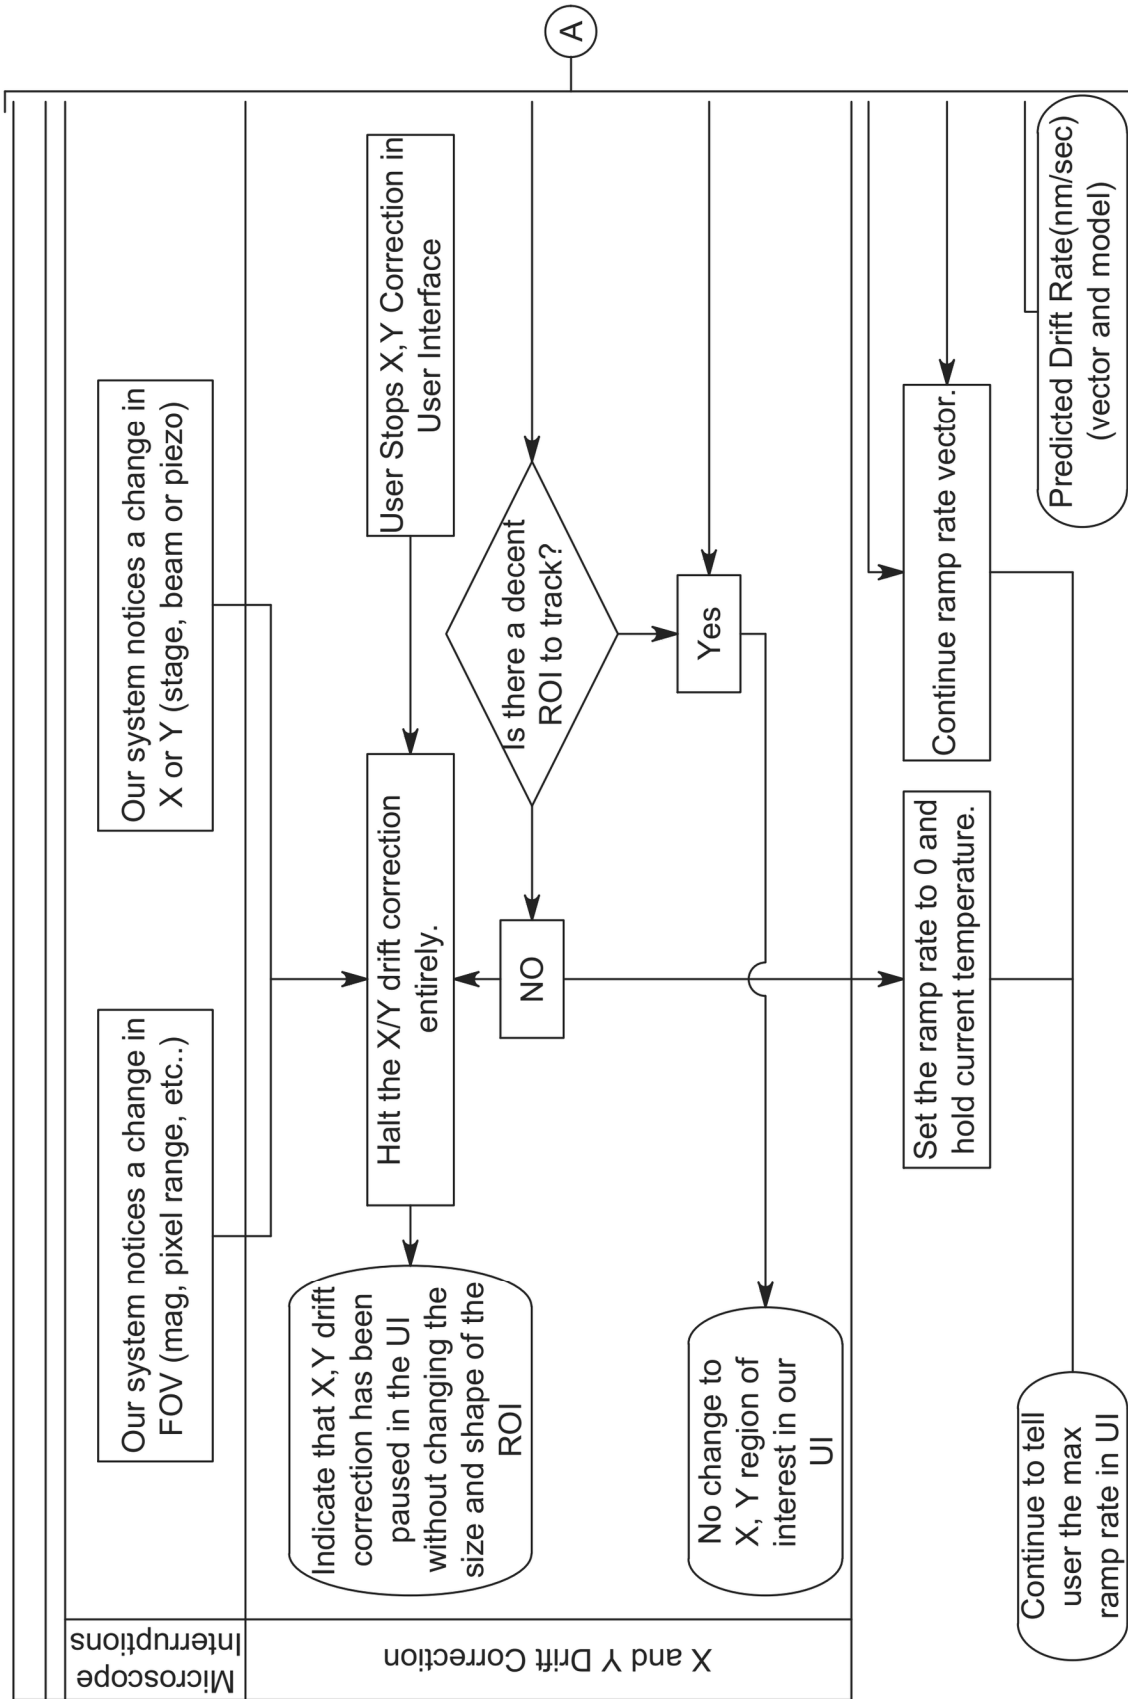 Microscope
Interruptions
Our system notices a change in
FOV (mag, pixel range, etc..)
Our system notices a change in
X or Y (stage, beam or piezo)
X and Y Drift Correction
Indicate that X,Y drift
correction has been
paused in the UI
without changing the
size and shape of the
ROI
Halt the X/Y drift correction
entirely.
User Stops X,Y Correction in
User Interface
NO
Is there a decent
ROI to track?
Yes
No change to
X, Y region of
interest in our
UI
A
Set the ramp rate to 0 and
hold current temperature.
Continue ramp rate vector.
Continue to tell
user the max
ramp rate in UI
Predicted Drift Rate(nm/sec)
(vector and model)